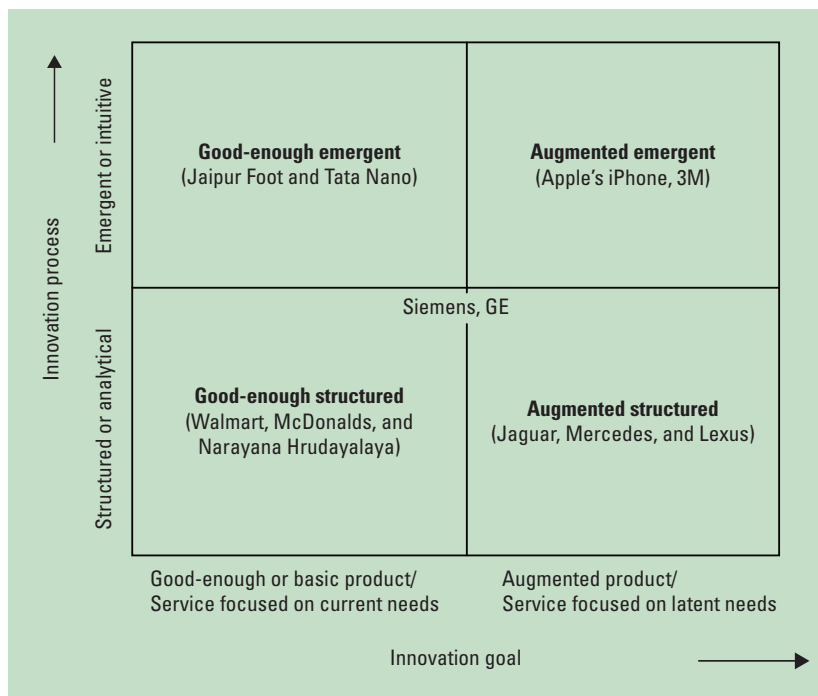 Innovation process
Emergent or intuitive
Structured or analytical
Good-enough emergent
(Jaipur Foot and Tata Nano)
Augmented emergent
(Apple’s iPhone, 3M)
Siemens, GE
Good-enough structured
(Walmart, McDonalds, and
Narayana Hrudayalaya)
Augmented structured
(Jaguar, Mercedes, and Lexus)
Good-enough or basic product/
Service focused on current needs
Augmented product/
Service focused on latent needs
Innovation goal